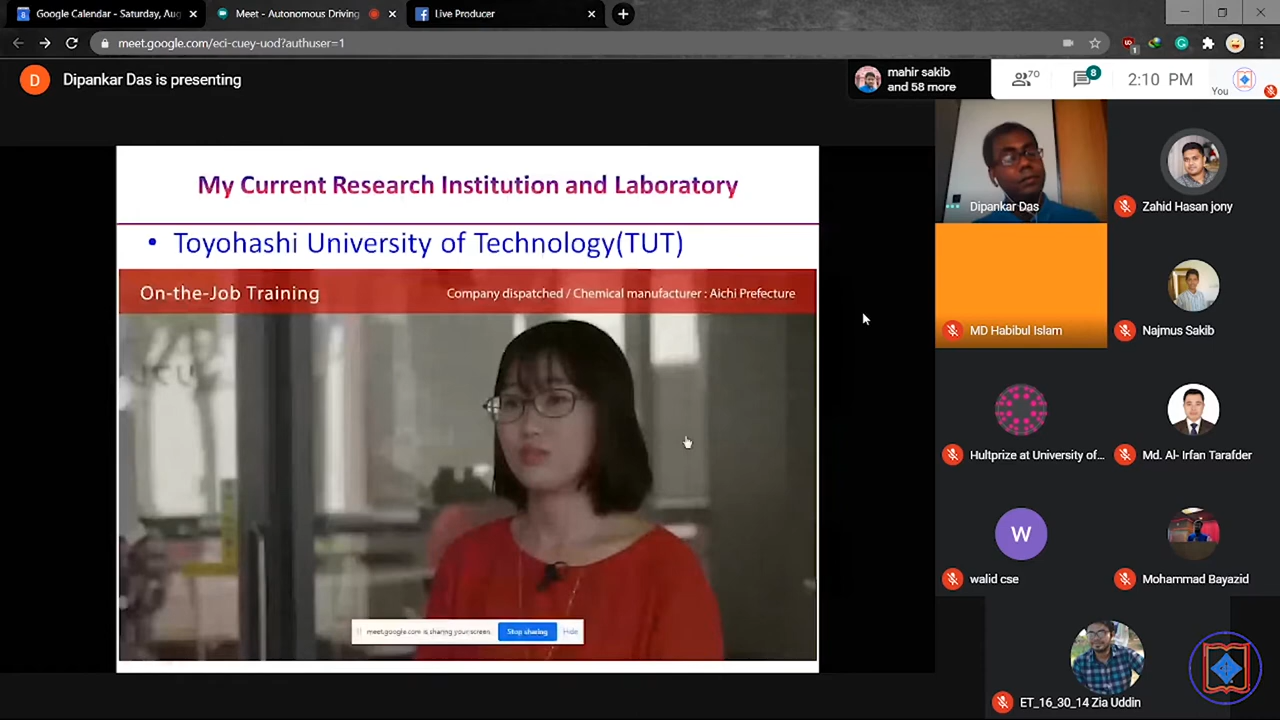 Google Calendar - Saturday, Aug
Meet - Autonomous Driving
Live Producer
meet.google.com/eci-cuey-uod?authuser=1
D
Dipankar Das is presenting
mahir sakib
and 58 more
70
8
2:10 PM
You
My Current Research Institution and Laboratory
• Toyohashi University of Technology(TUT)
On-the-Job Training
Company dispatched / Chemical manufacturer : Aichi Prefecture
meet.google.com is sharing your screen.
Stop sharing
Hide
Dipankar Das
Zahid Hasan jony
MD Habibul Islam
Najmus Sakib
Hultprize at University of...
Md. Al- Irfan Tarafder
W
walid cse
Mohammad Bayazid
ET_16_30_14 Zia Uddin